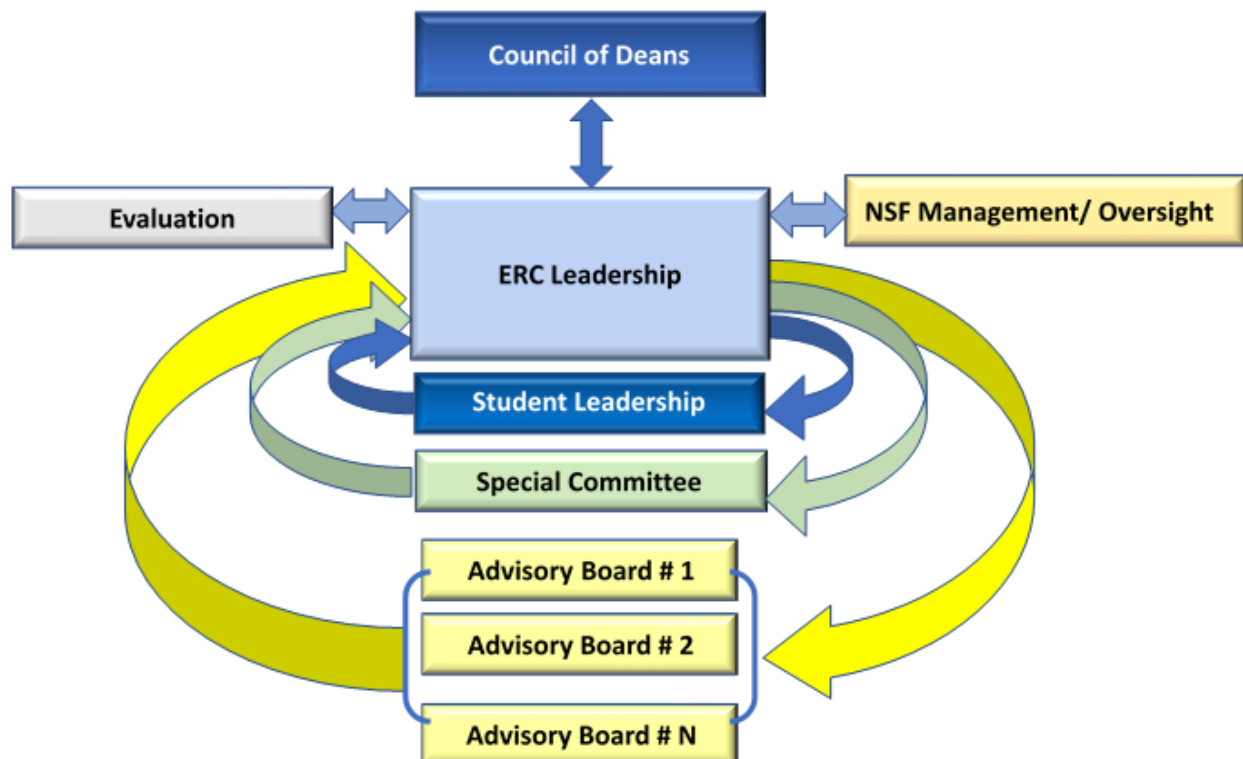 Council of Deans
Evaluation
NSF Management/ Oversight
ERC Leadership
Student Leadership
Special Committee
Advisory Board # 1
Advisory Board # 2
Advisory Board # N